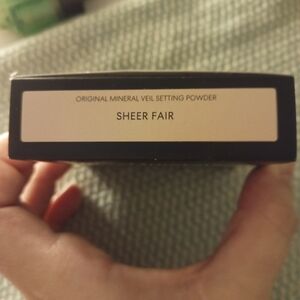 ORIGINAL MINERAL VEIL SETTING POWDER
SHEER FAIR